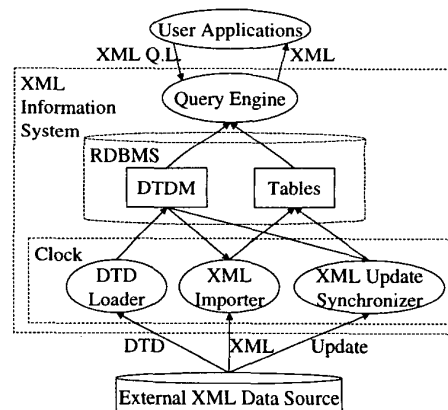 User Applications
XML Q.L.
XML
XML
Information
System
Query Engine
RDBMS
DTDM
Tables
Clock
DTD
Loader
XML
Importer
XML Update
Synchronizer
DTD
XML
Update
External XML Data Source